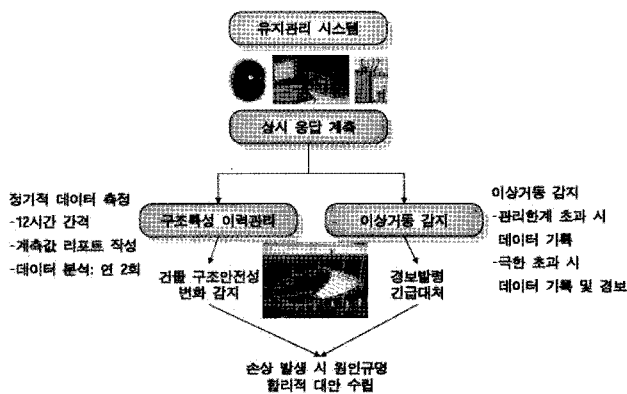 유지관리 시스템
상시 응답 계측
정기적 데이터 측정
-12시간 간격
-계측값 리포트 작성
-데이터 분석: 연 2회
구조특성 이력관리
이상거동 감지
이상거동 감지
-관리한계 초과 시
데이터 기록
-극한 초과 시
데이터 기록 및 경보
건물 구조안전성
변화 감지
경보발령
긴급대처
손상 발생 시 원인규명
합리적 대안 수립